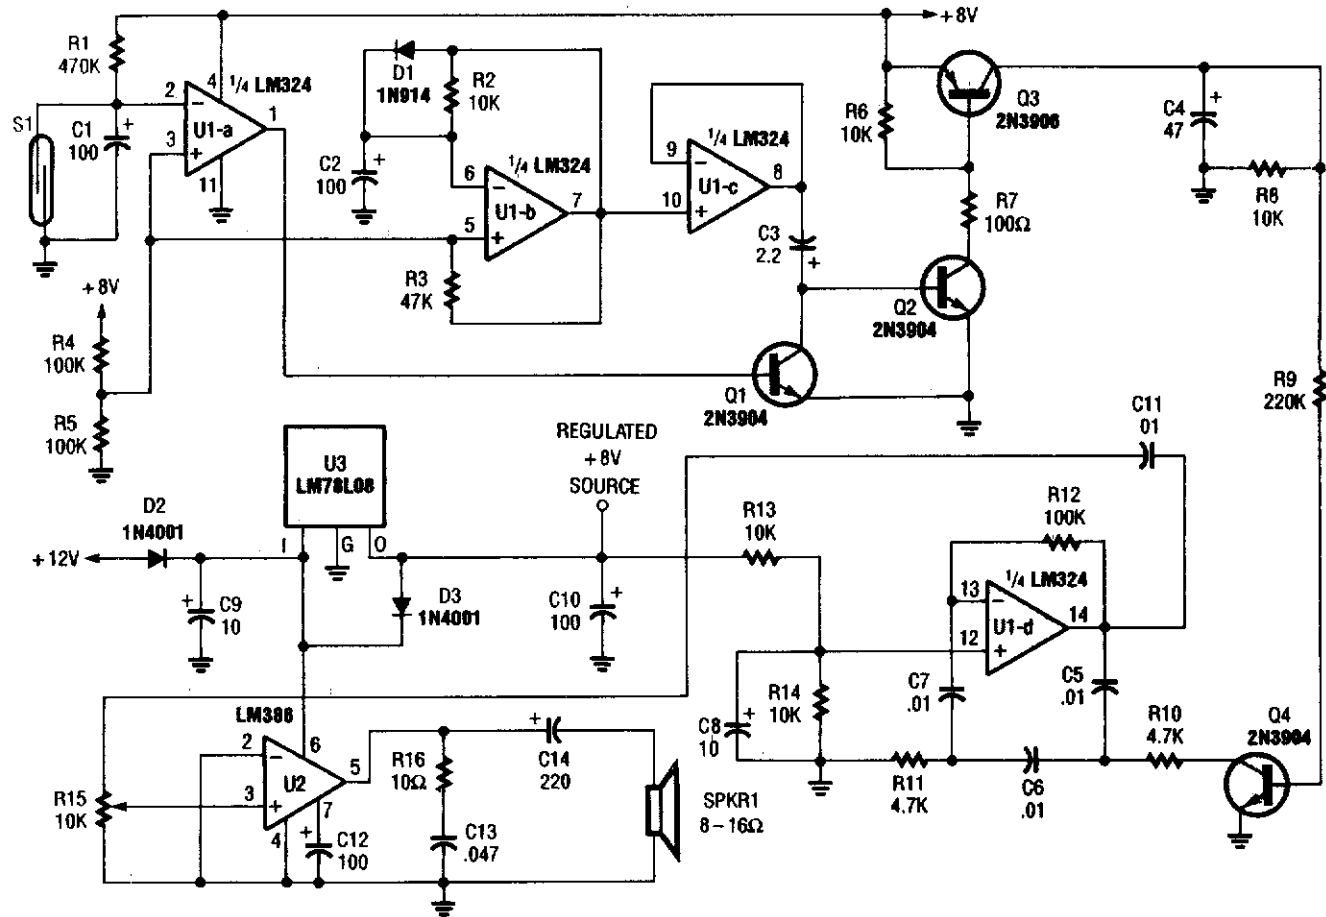 +8V
R1
470K
S1
C1
100
+
2
3
4
11
1
−
+
U1-a
1/4 LM324
D1
1N914
R2
10K
C2
100
+
6
5
7
−
+
U1-b
1/4 LM324
R3
47K
9
10
8
−
+
U1-c
1/4 LM324
C3
2.2
+
R6
10K
Q3
2N3906
R7
100Ω
Q2
2N3904
Q1
2N3904
C4
47
+
R8
10K
R9
220K
+8V
R4
100K
R5
100K
U3
LM78L08
I
G
O
REGULATED
+8V
SOURCE
D2
1N4001
+12V
C9
10
+
D3
1N4001
C10
100
+
R13
10K
C11
01
R12
100K
1/4 LM324
13
12
14
−
+
U1-d
C7
.01
C5
.01
R14
10K
C8
10
+
R11
4.7K
C6
.01
R10
4.7K
Q4
2N3904
LM386
2
3
6
5
7
4
−
+
U2
R15
10K
C12
100
+
R16
10Ω
C13
.047
+
C14
220
SPKR1
8–16Ω